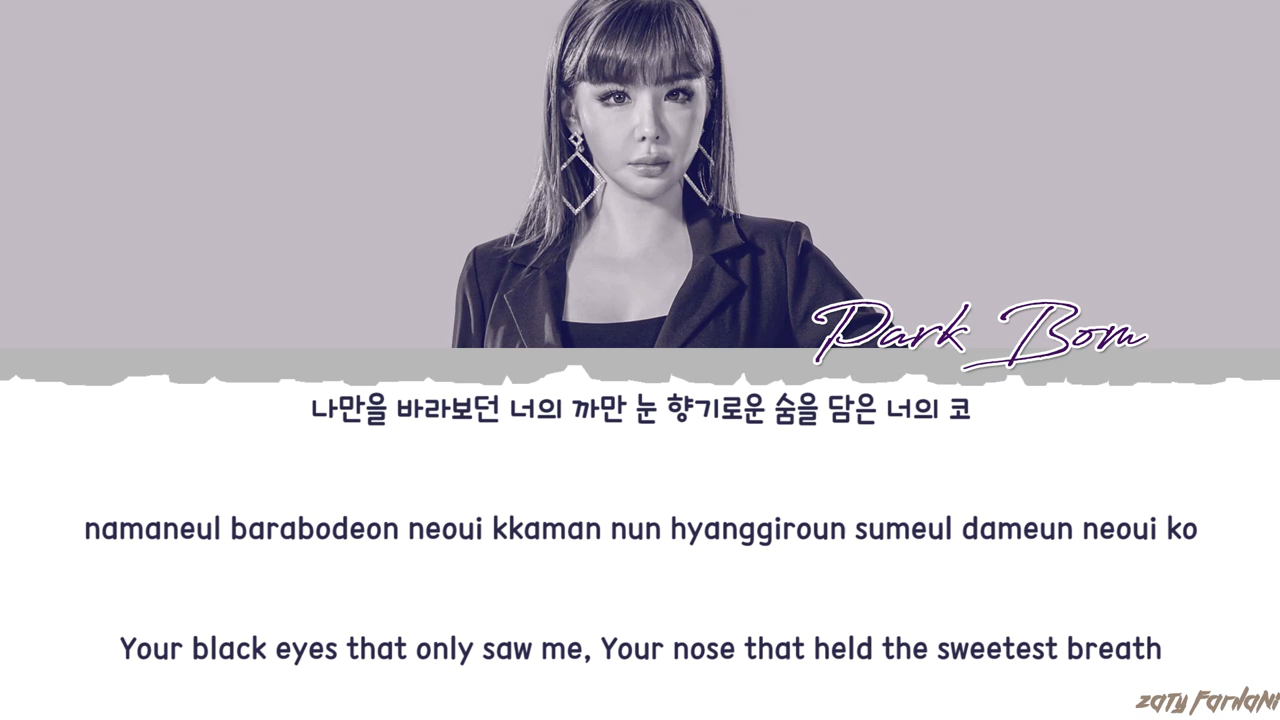 Park Bom
나만을 바라보던 너의 까만 눈 향기로운 숨을 담은 너의 코
namaneul barabodeon neoui kkaman nun hyanggiroun sumeul dameun neoui ko
Your black eyes that only saw me, Your nose that held the sweetest breath
zaty Fardani